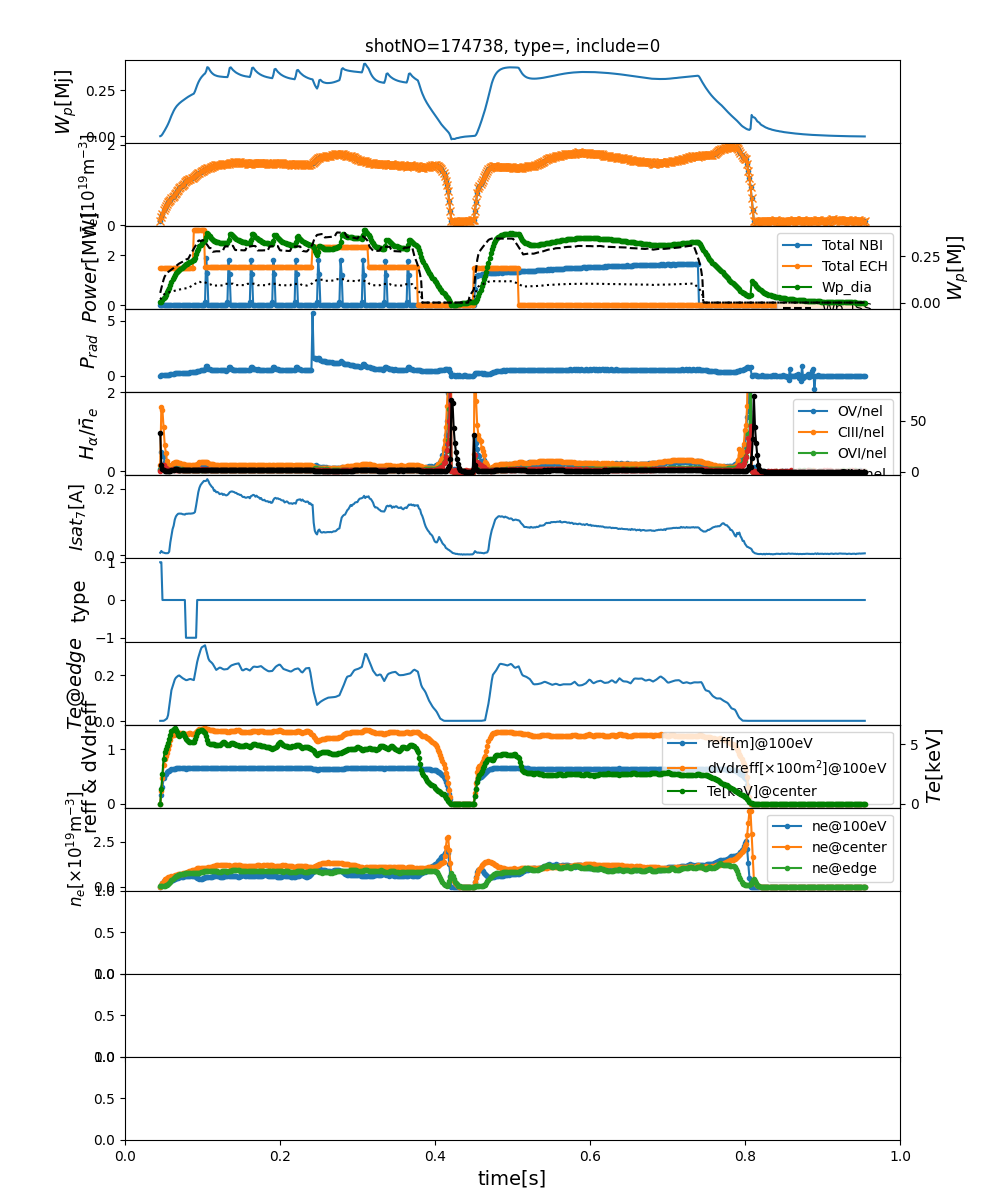 shotNO=174738, type=, include=0
W_p[Mj]
0.25
0.00
n̄_e[10^19m^-3]
2
0
Power[MW]
2
0
Total NBI
Total ECH
Wp_dia
0.25
0.00
W_p[MJ]
P_rad
5
0
H_α/n̄_e
2
0
OV/nel
CIII/nel
OVI/nel
50
0
Isat_7[A]
0.2
0.0
type
1
0
−1
Te@edge
0.2
0.0
reff & dVdreff
1
0
reff[m]@100eV
dVdreff[×100m^2]@100eV
Te[keV]@center
5
0
Te[keV]
n_e[×10^19m^-3]
2.5
0.0
ne@100eV
ne@center
ne@edge
1.0
0.5
0.0
1.0
0.5
0.0
1.0
0.5
0.0
0.0 0.2 0.4 0.6 0.8 1.0
time[s]